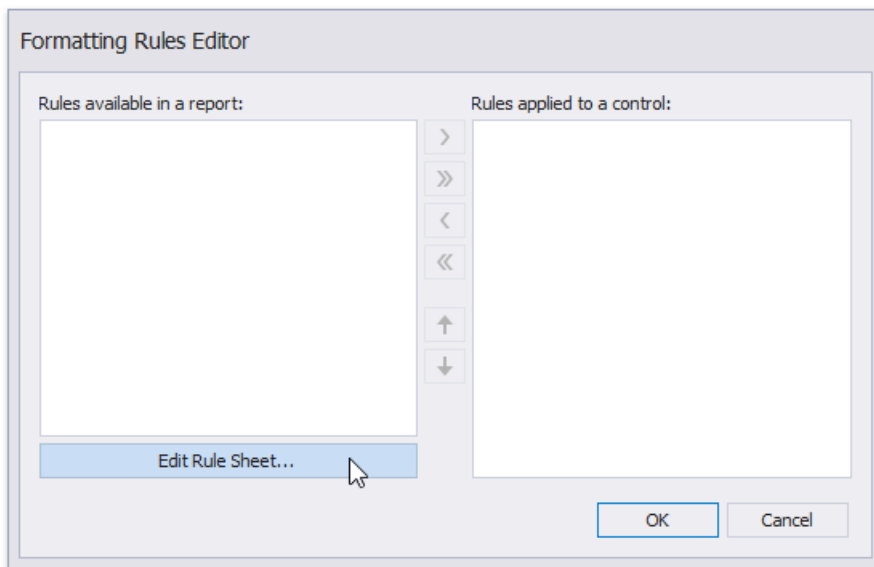 Formatting Rules Editor
Rules available in a report:
Rules applied to a control:
Edit Rule Sheet...
OK
Cancel